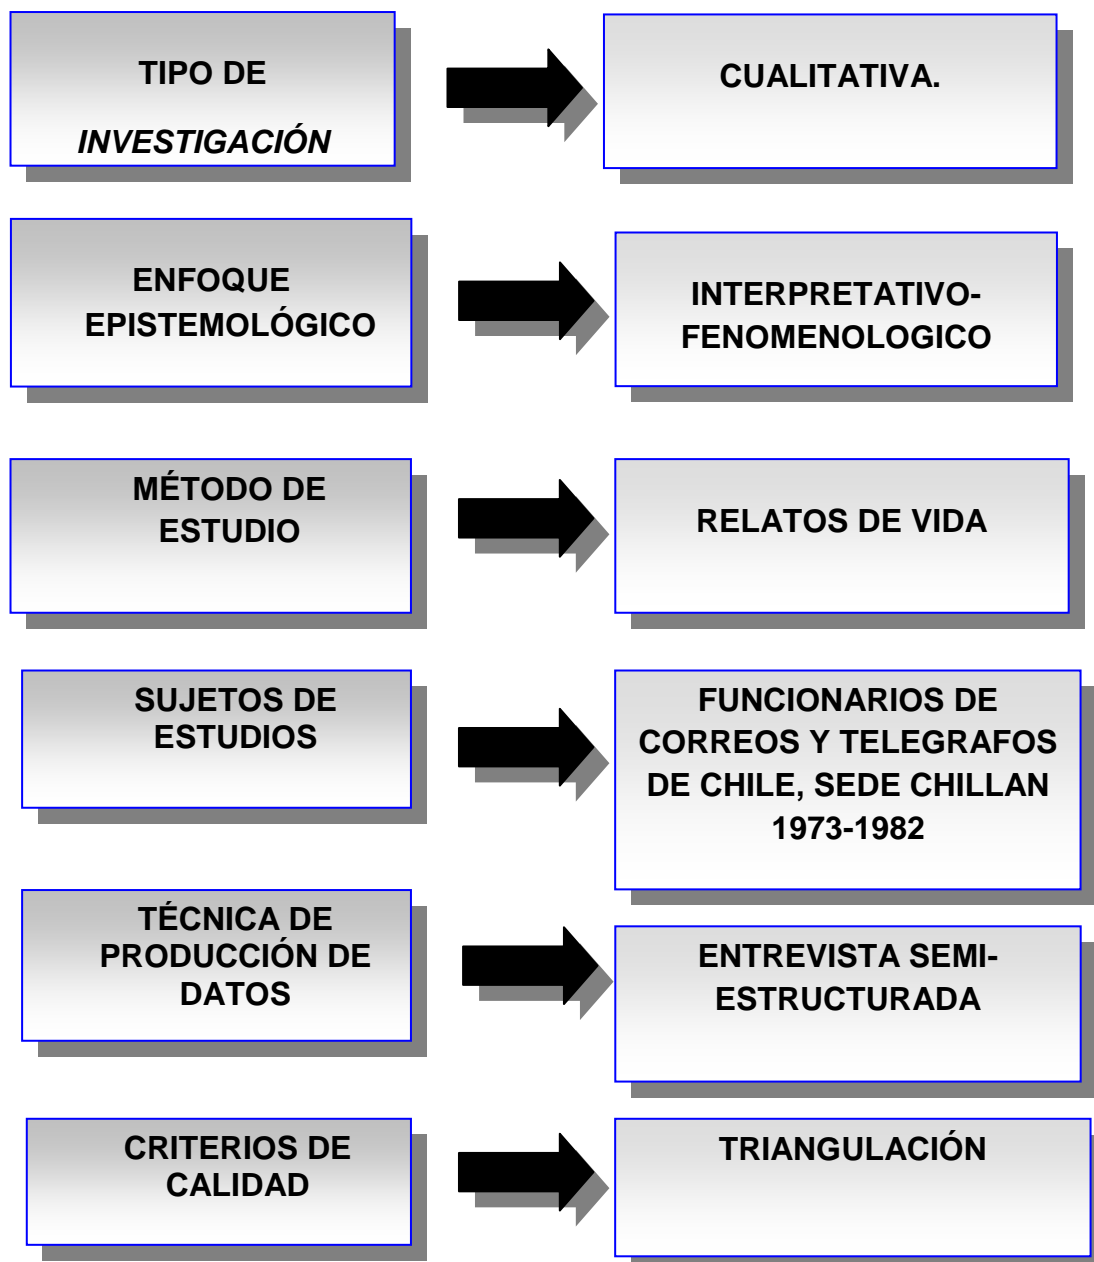 TIPO DE
INVESTIGACIÓN
CUALITATIVA.
ENFOQUE
EPISTEMOLÓGICO
INTERPRETATIVO-
FENOMENOLOGICO
MÉTODO DE
ESTUDIO
RELATOS DE VIDA
SUJETOS DE
ESTUDIOS
FUNCIONARIOS DE
CORREOS Y TELEGRAFOS
DE CHILE, SEDE CHILLAN
1973-1982
TÉCNICA DE
PRODUCCIÓN DE
DATOS
ENTREVISTA SEMI-
ESTRUCTURADA
CRITERIOS DE
CALIDAD
TRIANGULACIÓN